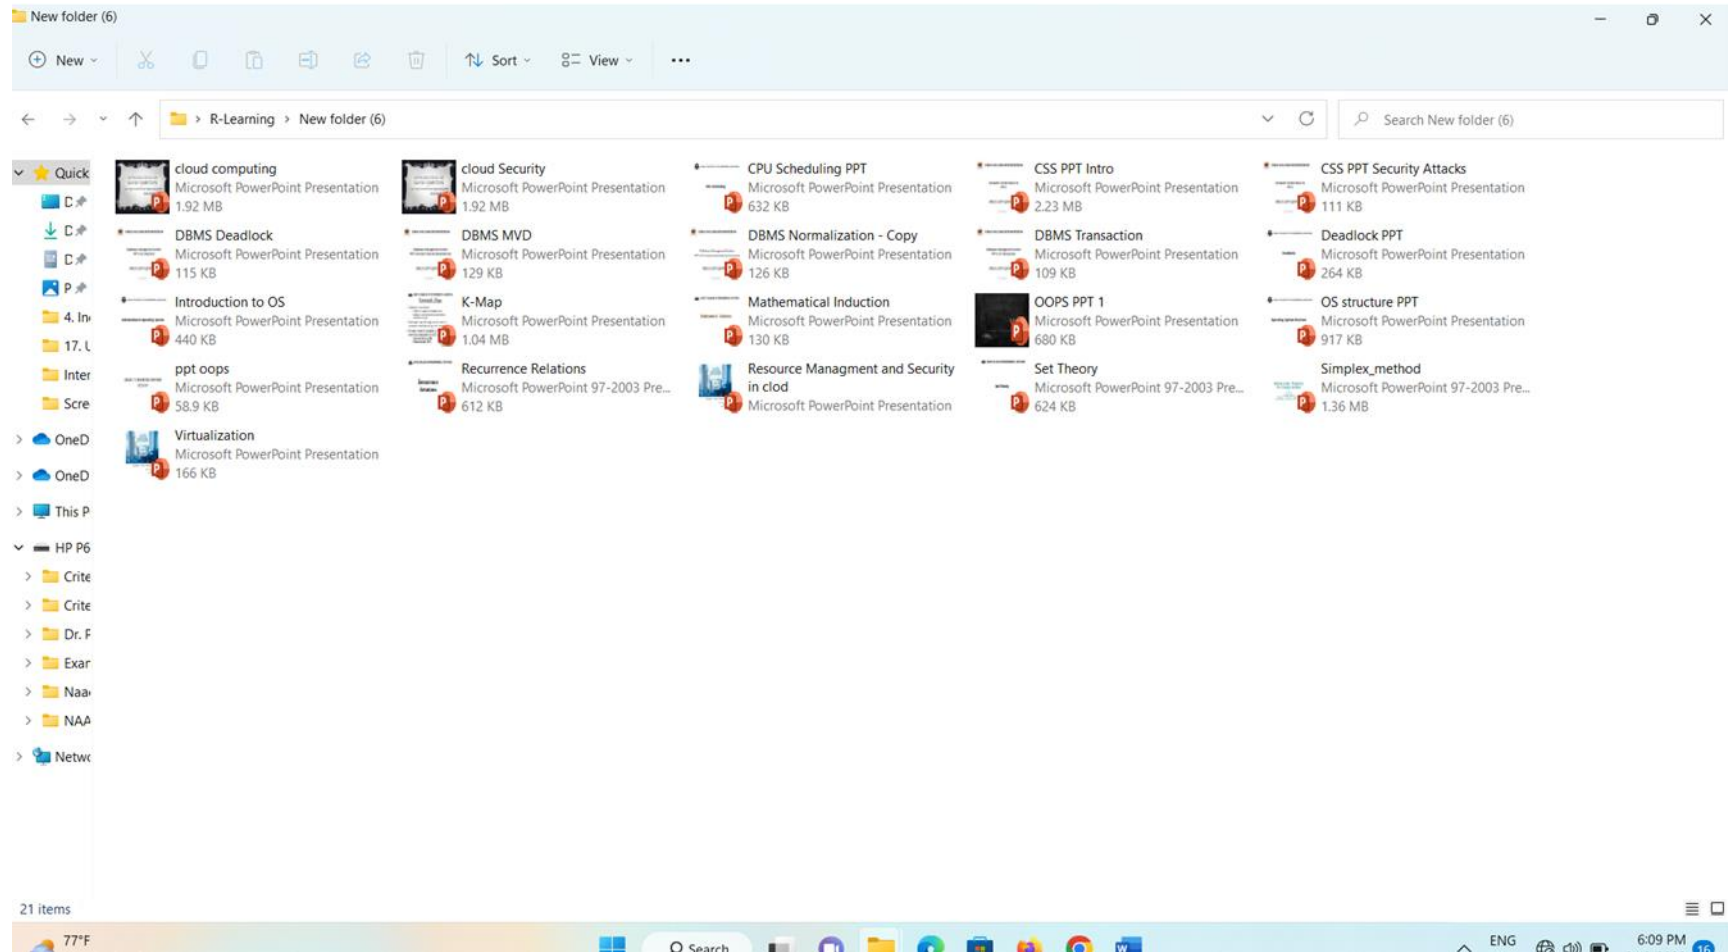 New folder (6)
New
Sort
View
R-Learning > New folder (6)
Search New folder (6)
Quick
cloud computing
Microsoft PowerPoint Presentation
1.92 MB
cloud Security
Microsoft PowerPoint Presentation
1.92 MB
CPU Scheduling PPT
Microsoft PowerPoint Presentation
632 KB
CSS PPT Intro
Microsoft PowerPoint Presentation
2.23 MB
CSS PPT Security Attacks
Microsoft PowerPoint Presentation
111 KB
DBMS Deadlock
Microsoft PowerPoint Presentation
115 KB
DBMS MVD
Microsoft PowerPoint Presentation
129 KB
DBMS Normalization - Copy
Microsoft PowerPoint Presentation
126 KB
DBMS Transaction
Microsoft PowerPoint Presentation
109 KB
Deadlock PPT
Microsoft PowerPoint Presentation
264 KB
Introduction to OS
Microsoft PowerPoint Presentation
440 KB
K-Map
Microsoft PowerPoint Presentation
1.04 MB
Mathematical Induction
Microsoft PowerPoint Presentation
130 KB
OOPS PPT 1
Microsoft PowerPoint Presentation
680 KB
OS structure PPT
Microsoft PowerPoint Presentation
917 KB
ppt oops
Microsoft PowerPoint Presentation
58.9 KB
Recurrence Relations
Microsoft PowerPoint 97-2003 Pre...
612 KB
Resource Managment and Security
in clod
Microsoft PowerPoint Presentation
Set Theory
Microsoft PowerPoint 97-2003 Pre...
624 KB
Simplex_method
Microsoft PowerPoint 97-2003 Pre...
1.36 MB
Virtualization
Microsoft PowerPoint Presentation
166 KB
D
D
D
P
4. In
17. U
Inter
Scre
OneD
OneD
This P
HP P6
Crite
Crite
Dr. P
Exar
Naa
NAA
Netwo
21 items
77°F
Search
ENG
6:09 PM
16